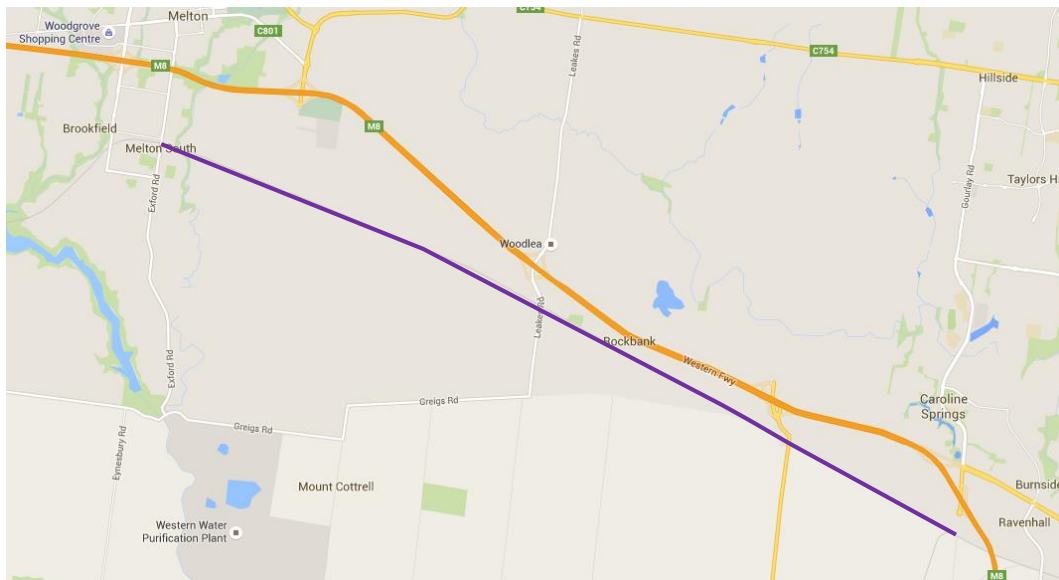 Melton
Woodgrove
Shopping Centre
C801
C754
C754
Leakes Rd
Hillside
M8
M8
Brookfield
Melton South
Exford Rd
Gourlay Rd
Woodlea
Leakes Rd
Rockbank
Western Fwy
Exford Rd
Greigs Rd
Greigs Rd
Caroline
Springs
Eynesbury Rd
Mount Cottrell
Burnside
Ravenhall
Western Water
Purification Plant
M8